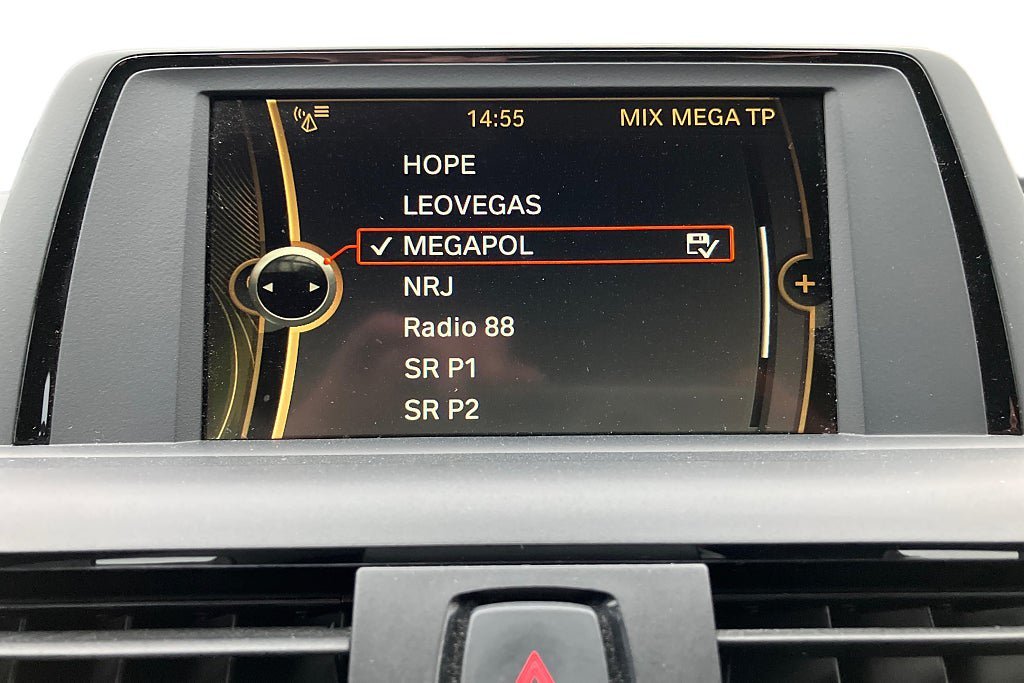 14:55 MIX MEGA TP
HOPE
LEOVEGAS
MEGAPOL
NRJ
Radio 88
SR P1
SR P2